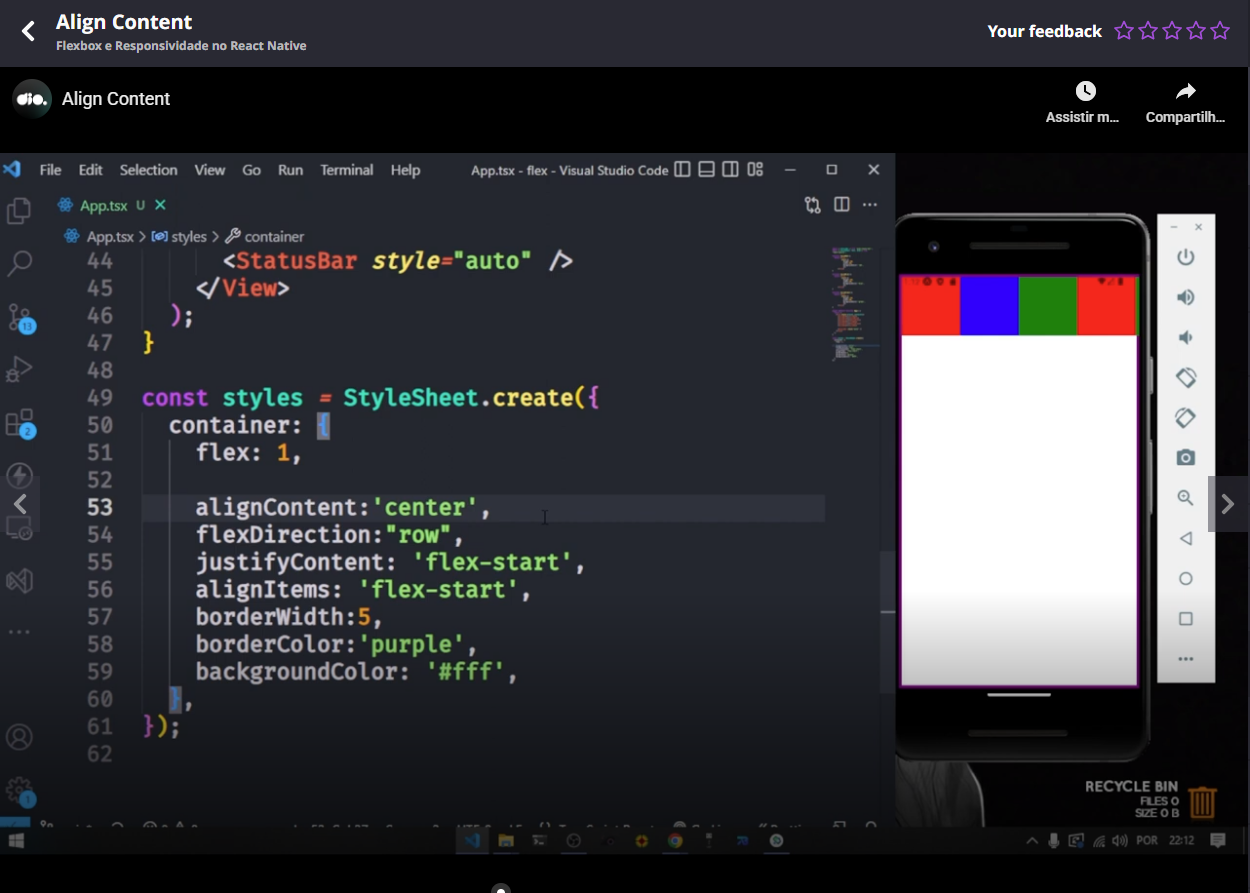 Align Content
Flexbox e Responsividade no React Native
Your feedback
dio.
Align Content
Assistir m...
Compartilh...
File Edit Selection View Go Run Terminal Help
App.tsx - flex - Visual Studio Code
App.tsx U
App.tsx > styles > container
44 <StatusBar style="auto" />
45 </View>
46 );
47 }
48
49 const styles = StyleSheet.create({
50 container: {
51 flex: 1,
52
53 alignContent:'center',
54 flexDirection:"row",
55 justifyContent: 'flex-start',
56 alignItems: 'flex-start',
57 borderWidth:5,
58 borderColor:'purple',
59 backgroundColor: '#fff',
60 },
61 });
62
13
2
1
RECYCLE BIN
FILES 0
SIZE 0 B
POR 22:12